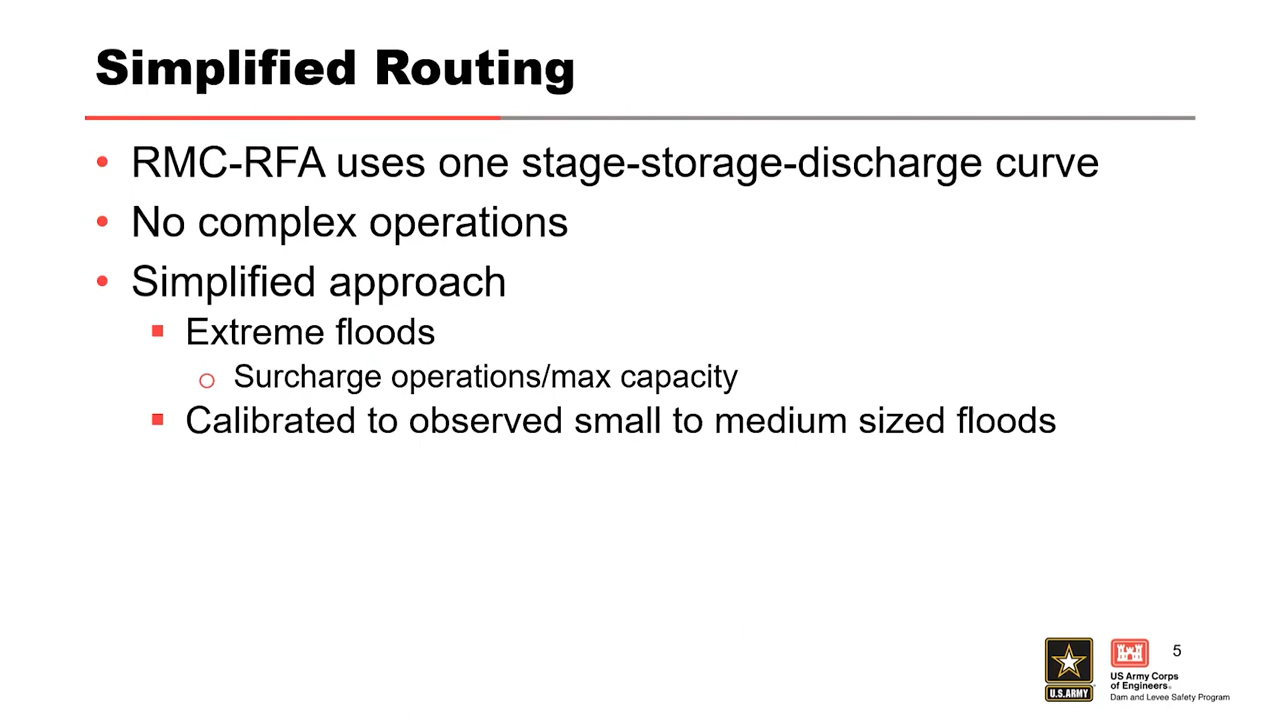 Simplified Routing
• RMC-RFA uses one stage-storage-discharge curve
• No complex operations
• Simplified approach
▪ Extreme floods
o Surcharge operations/max capacity
▪ Calibrated to observed small to medium sized floods
5
U.S.ARMY
US Army Corps
of Engineers®
Dam and Levee Safety Program